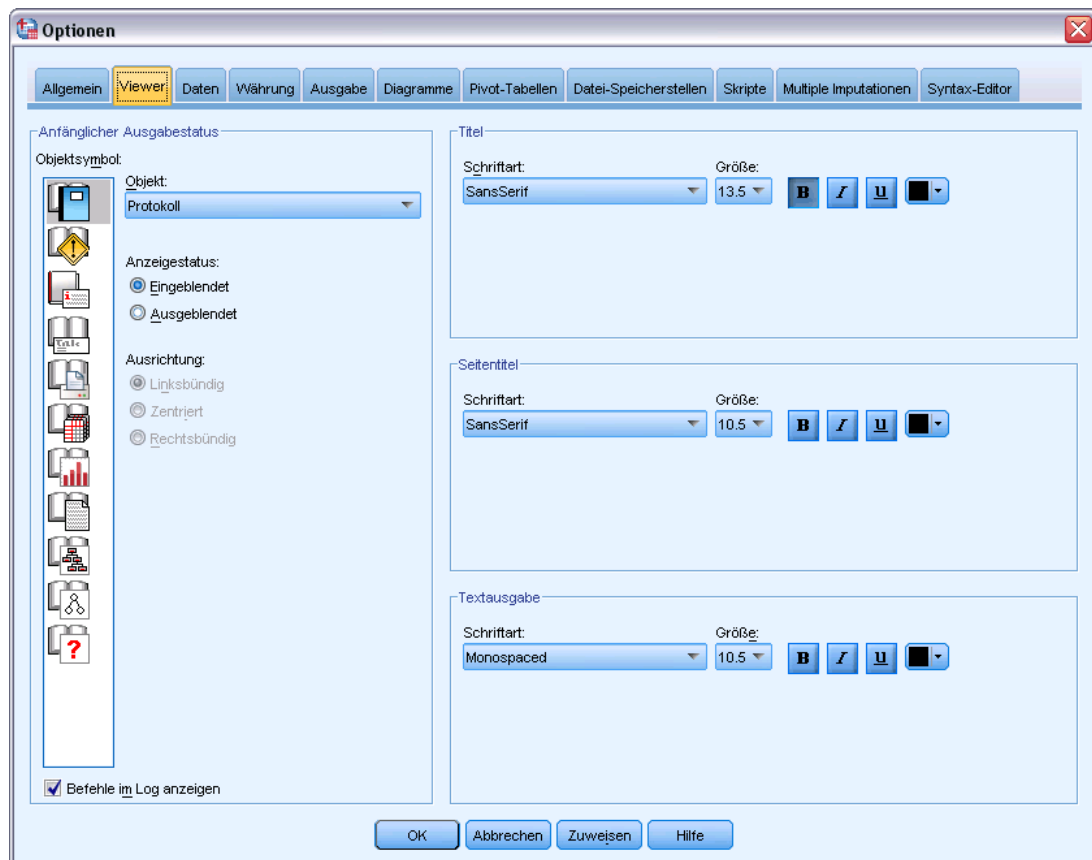 Optionen
Allgemein Viewer Daten Währung Ausgabe Diagramme Pivot-Tabellen Datei-Speicherstellen Skripte Multiple Imputationen Syntax-Editor
Anfänglicher Ausgabestatus
Objektsymbol:
Objekt:
Protokoll
Anzeigestatus:
Eingeblendet
Ausgeblendet
Ausrichtung:
Linksbündig
Zentriert
Rechtsbündig
Befehle im Log anzeigen
Titel
Schriftart: Größe:
SansSerif 13.5 B I U
Seitentitel
Schriftart: Größe:
SansSerif 10.5 B I U
Textausgabe
Schriftart: Größe:
Monospaced 10.5 B I U
OK Abbrechen Zuweisen Hilfe